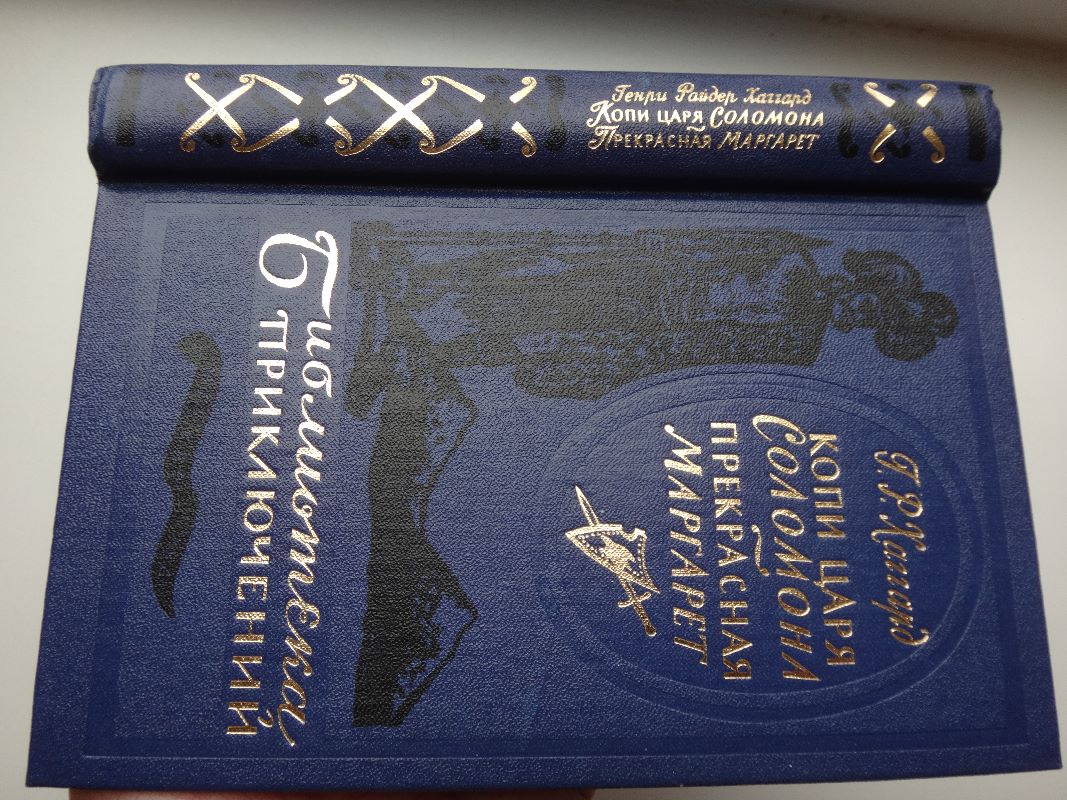 Генри Райдер Хаггард
Копи царя Соломона
Прекрасная Маргарет
Г. Р. Хаггард
КОПИ ЦАРЯ
СОЛОМОНА
ПРЕКРАСНАЯ
МАРГАРЕТ
Библиотека
ПРИКЛЮЧЕНИЙ